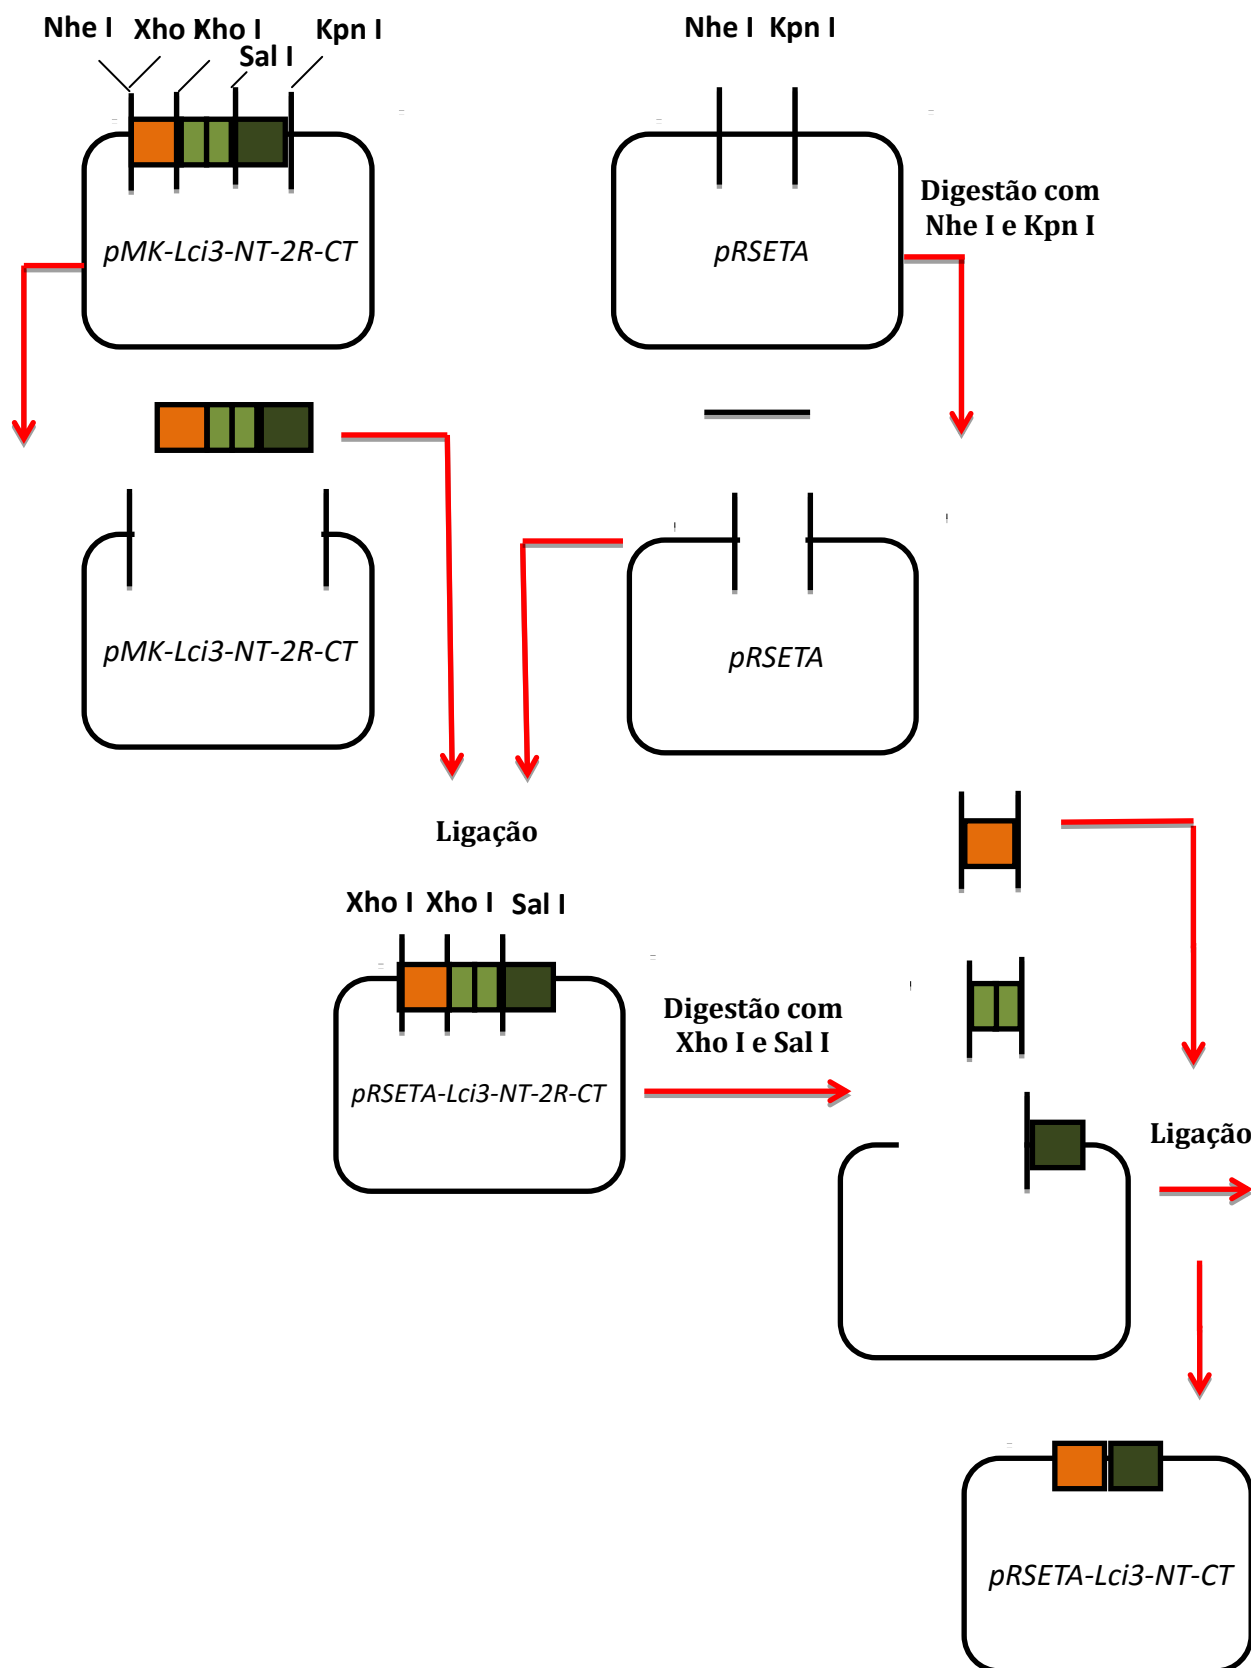 Nhe I Xho I Xho I Kpn I
Sal I
Nhe I Kpn I
pMK-Lci3-NT-2R-CT
pRSETA
Digestão com
Nhe I e Kpn I
pMK-Lci3-NT-2R-CT
pRSETA
Ligação
Xho I Xho I Sal I
pRSETA-Lci3-NT-2R-CT
Digestão com
Xho I e Sal I
Ligação
pRSETA-Lci3-NT-CT